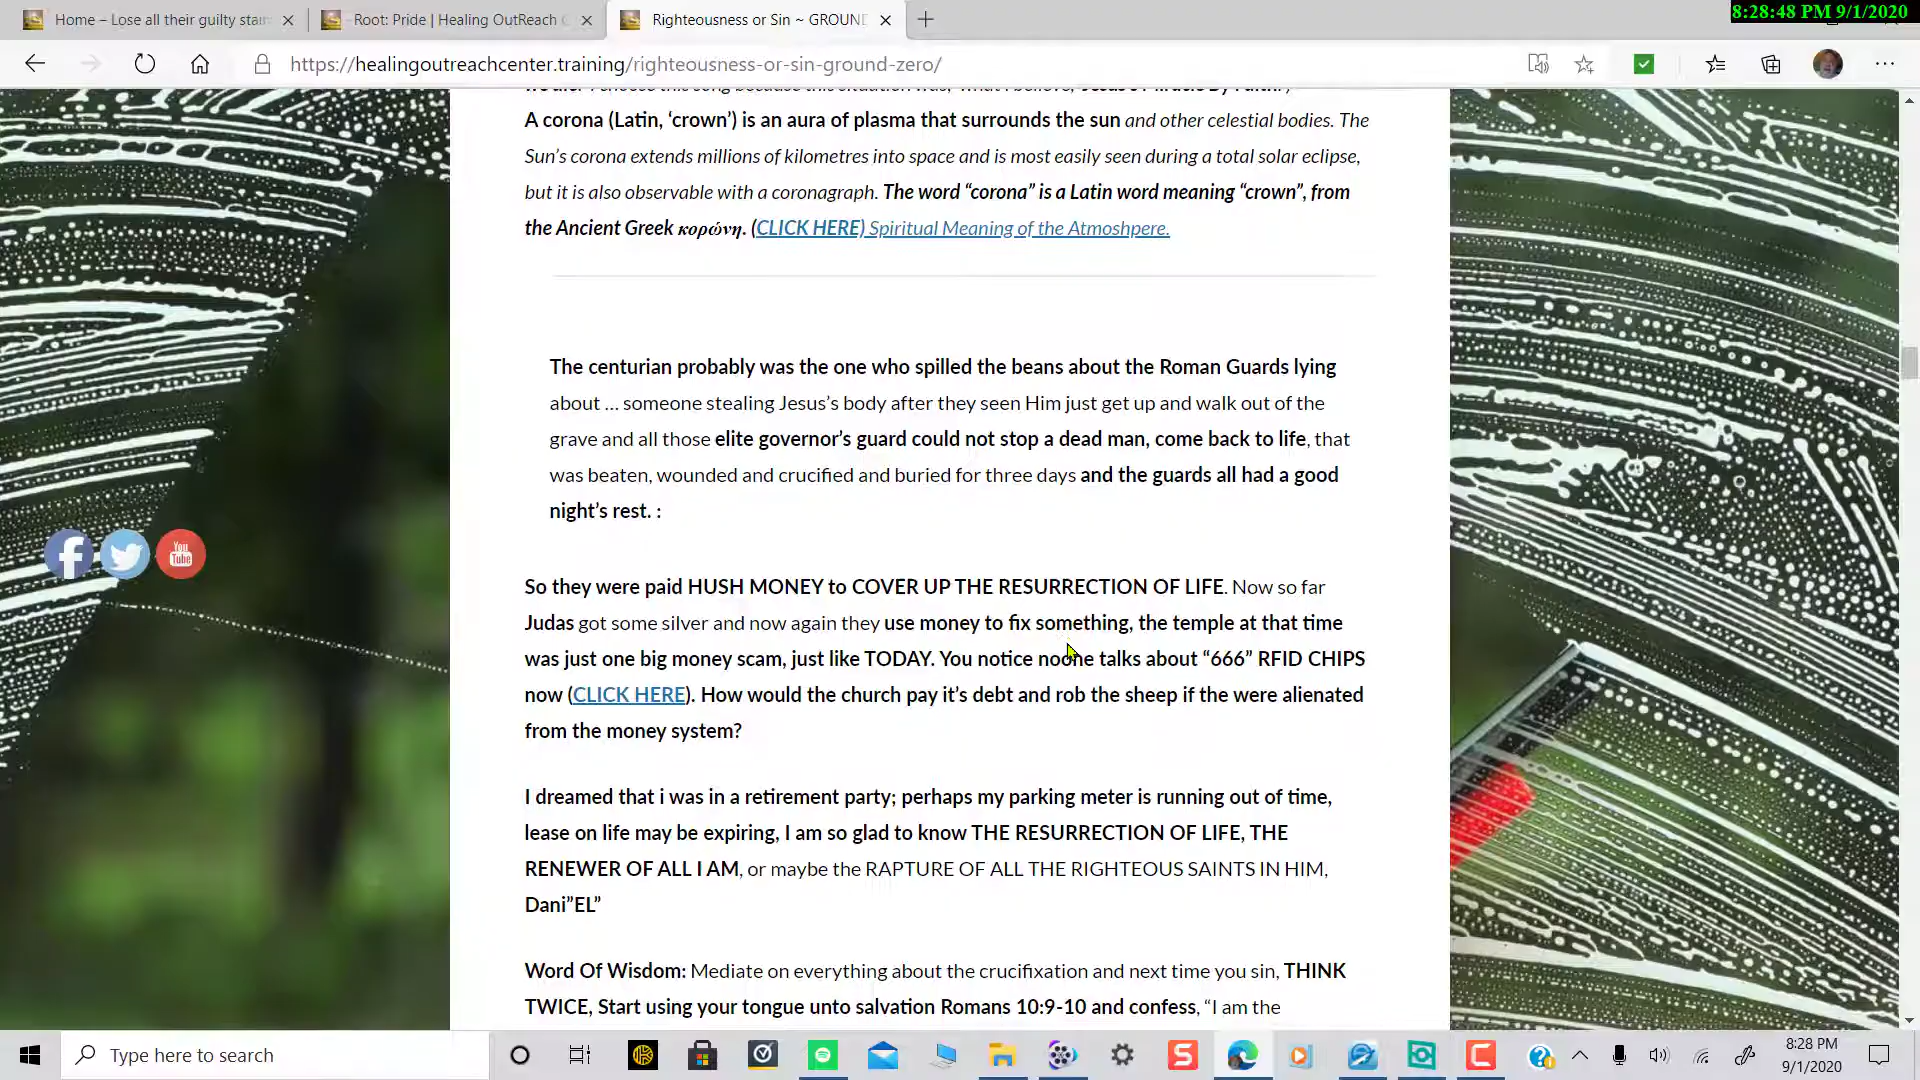 8:28:48 PM 9/1/2020
Home – Lose all their guilty stain
Root: Pride | Healing OutReach C
Righteousness or Sin ~ GROUND
https://healingoutreachcenter.training/righteousness-or-sin-ground-zero/
A corona (Latin, ‘crown’) is an aura of plasma that surrounds the sun and other celestial bodies. The
Sun’s corona extends millions of kilometres into space and is most easily seen during a total solar eclipse,
but it is also observable with a coronagraph. The word “corona” is a Latin word meaning “crown”, from
the Ancient Greek κορώνη. (CLICK HERE) Spiritual Meaning of the Atmoshpere.
The centurian probably was the one who spilled the beans about the Roman Guards lying
about … someone stealing Jesus’s body after they seen Him just get up and walk out of the
grave and all those elite governor’s guard could not stop a dead man, come back to life, that
was beaten, wounded and crucified and buried for three days and the guards all had a good
night’s rest. :
You
Tube
So they were paid HUSH MONEY to COVER UP THE RESURRECTION OF LIFE. Now so far
Judas got some silver and now again they use money to fix something, the temple at that time
was just one big money scam, just like TODAY. You notice noone talks about “666” RFID CHIPS
now (CLICK HERE). How would the church pay it’s debt and rob the sheep if the were alienated
from the money system?
I dreamed that i was in a retirement party; perhaps my parking meter is running out of time,
lease on life may be expiring, I am so glad to know THE RESURRECTION OF LIFE, THE
RENEWER OF ALL I AM, or maybe the RAPTURE OF ALL THE RIGHTEOUS SAINTS IN HIM,
Dani”EL”
Word Of Wisdom: Mediate on everything about the crucifixation and next time you sin, THINK
TWICE, Start using your tongue unto salvation Romans 10:9-10 and confess, “I am the
Type here to search
8:28 PM
9/1/2020